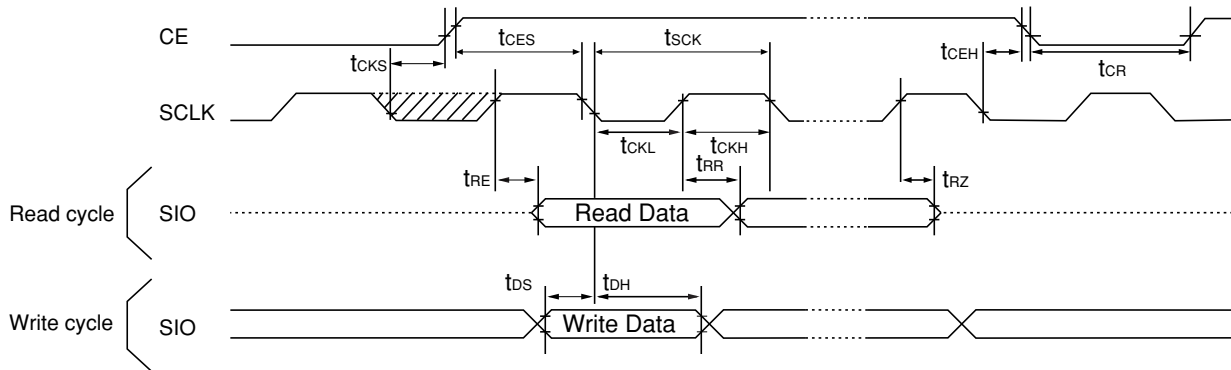 CE
tCKS
tCES
tSCK
tCEH
tCR
SCLK
tCKL
tCKH
tRE
tRR
tRZ
Read cycle
SIO
Read Data
tDS
tDH
Write cycle
SIO
Write Data